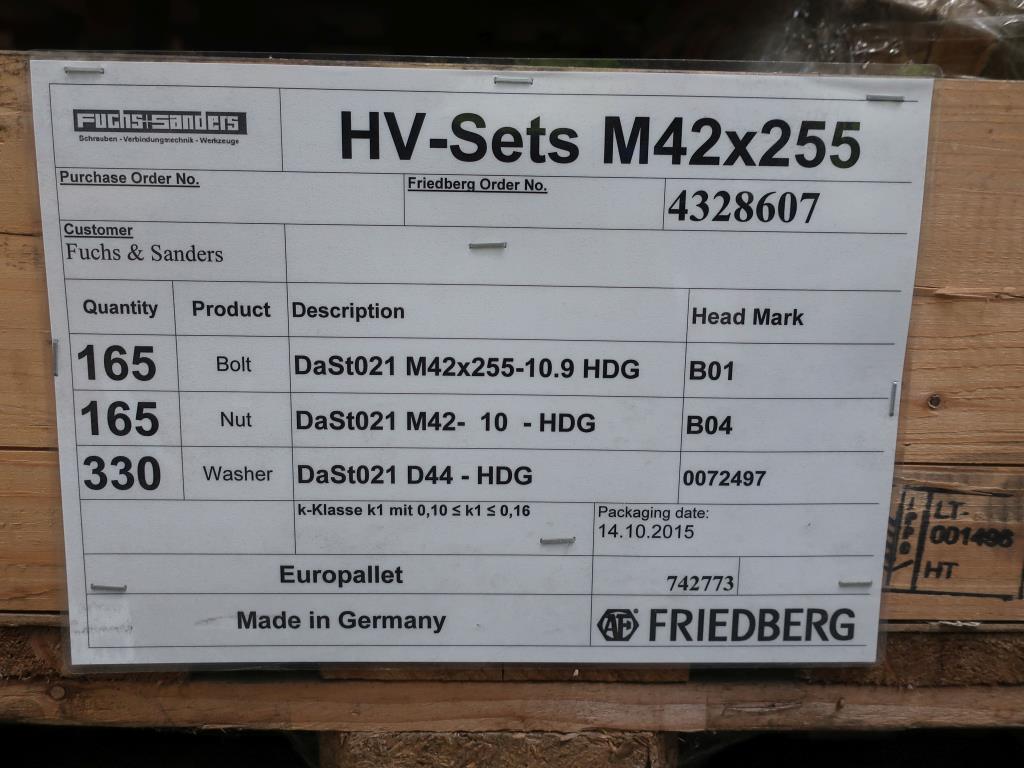 Fuchs+Sanders
Schrauben - Verbindungstechnik - Werkzeuge
HV-Sets M42x255
Purchase Order No.
Friedberg Order No.
4328607
Customer
Fuchs & Sanders
Quantity Product Description Head Mark
165 Bolt DaSt021 M42x255-10.9 HDG B01
165 Nut DaSt021 M42- 10 - HDG B04
330 Washer DaSt021 D44 - HDG 0072497
k-Klasse k1 mit 0,10 ≤ k1 ≤ 0,16
Packaging date:
14.10.2015
Europallet
742773
Made in Germany
FRIEDBERG
LT-
001496
HT